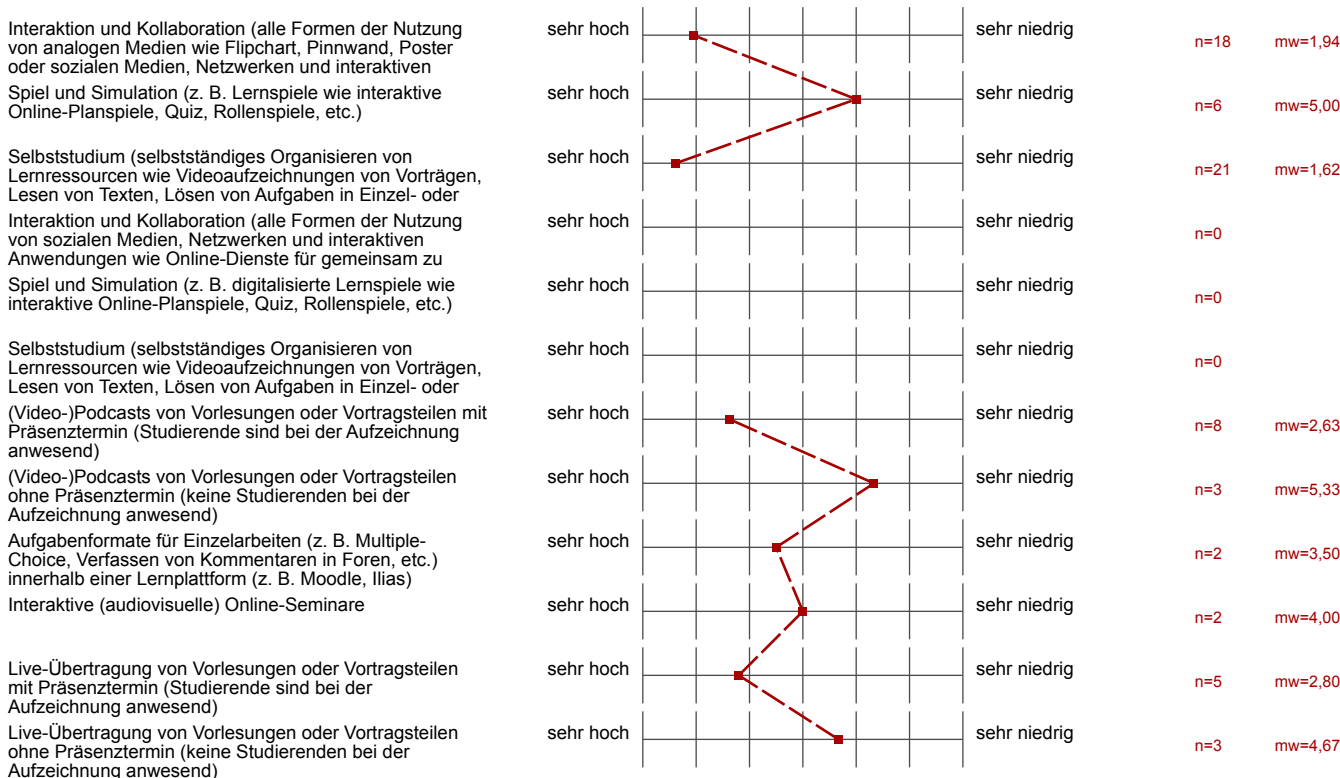 Interaktion und Kollaboration (alle Formen der Nutzung
von analogen Medien wie Flipchart, Pinnwand, Poster
oder sozialen Medien, Netzwerken und interaktiven
sehr hoch
sehr niedrig
n=18
mw=1,94
Spiel und Simulation (z. B. Lernspiele wie interaktive
Online-Planspiele, Quiz, Rollenspiele, etc.)
sehr hoch
sehr niedrig
n=6
mw=5,00
Selbststudium (selbstständiges Organisieren von
Lernressourcen wie Videoaufzeichnungen von Vorträgen,
Lesen von Texten, Lösen von Aufgaben in Einzel- oder
sehr hoch
sehr niedrig
n=21
mw=1,62
Interaktion und Kollaboration (alle Formen der Nutzung
von sozialen Medien, Netzwerken und interaktiven
Anwendungen wie Online-Dienste für gemeinsam zu
sehr hoch
sehr niedrig
n=0
Spiel und Simulation (z. B. digitalisierte Lernspiele wie
interaktive Online-Planspiele, Quiz, Rollenspiele, etc.)
sehr hoch
sehr niedrig
n=0
Selbststudium (selbstständiges Organisieren von
Lernressourcen wie Videoaufzeichnungen von Vorträgen,
Lesen von Texten, Lösen von Aufgaben in Einzel- oder
sehr hoch
sehr niedrig
n=0
(Video-)Podcasts von Vorlesungen oder Vortragsteilen mit
Präsenztermin (Studierende sind bei der Aufzeichnung
anwesend)
sehr hoch
sehr niedrig
n=8
mw=2,63
(Video-)Podcasts von Vorlesungen oder Vortragsteilen
ohne Präsenztermin (keine Studierenden bei der
Aufzeichnung anwesend)
sehr hoch
sehr niedrig
n=3
mw=5,33
Aufgabenformate für Einzelarbeiten (z. B. Multiple-
Choice, Verfassen von Kommentaren in Foren, etc.)
innerhalb einer Lernplattform (z. B. Moodle, Ilias)
sehr hoch
sehr niedrig
n=2
mw=3,50
Interaktive (audiovisuelle) Online-Seminare
sehr hoch
sehr niedrig
n=2
mw=4,00
Live-Übertragung von Vorlesungen oder Vortragsteilen
mit Präsenztermin (Studierende sind bei der
Aufzeichnung anwesend)
sehr hoch
sehr niedrig
n=5
mw=2,80
Live-Übertragung von Vorlesungen oder Vortragsteilen
ohne Präsenztermin (keine Studierenden bei der
Aufzeichnung anwesend)
sehr hoch
sehr niedrig
n=3
mw=4,67